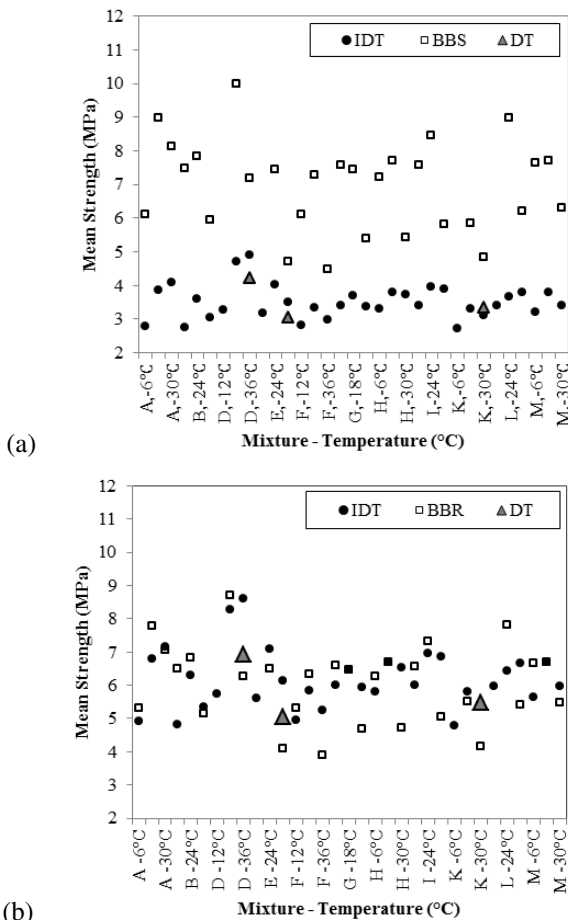 12
11
10
9
8
7
6
5
4
3
2
Mean Strength (MPa)
IDT BBS DT
A,-6°C
A,-30°C
B,-24°C
D,-12°C
D,-36°C
E,-24°C
F,-12°C
F,-36°C
G,-18°C
H,-6°C
H,-30°C
I,-24°C
K,-6°C
K,-30°C
L,-24°C
M,-6°C
M,-30°C
Mixture - Temperature (°C)
(a)
12
11
10
9
8
7
6
5
4
3
2
Mean Strength (MPa)
IDT BBR DT
A -6°C
A -30°C
B -24°C
D -12°C
D -36°C
E -24°C
F -12°C
F -36°C
G -18°C
H -6°C
H -30°C
I -24°C
K -6°C
K -30°C
L -24°C
M -6°C
M -30°C
Mixture - Temperature (°C)
(b)